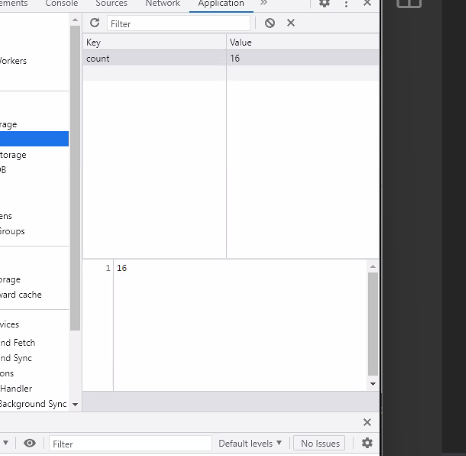 ements Console Sources Network Application »
Filter
Key Value
count 16
Workers
rage
torage
DB
ens
Groups
orage
ward cache
vices
nd Fetch
nd Sync
ons
Handler
Background Sync
1 16
Filter Default levels No Issues